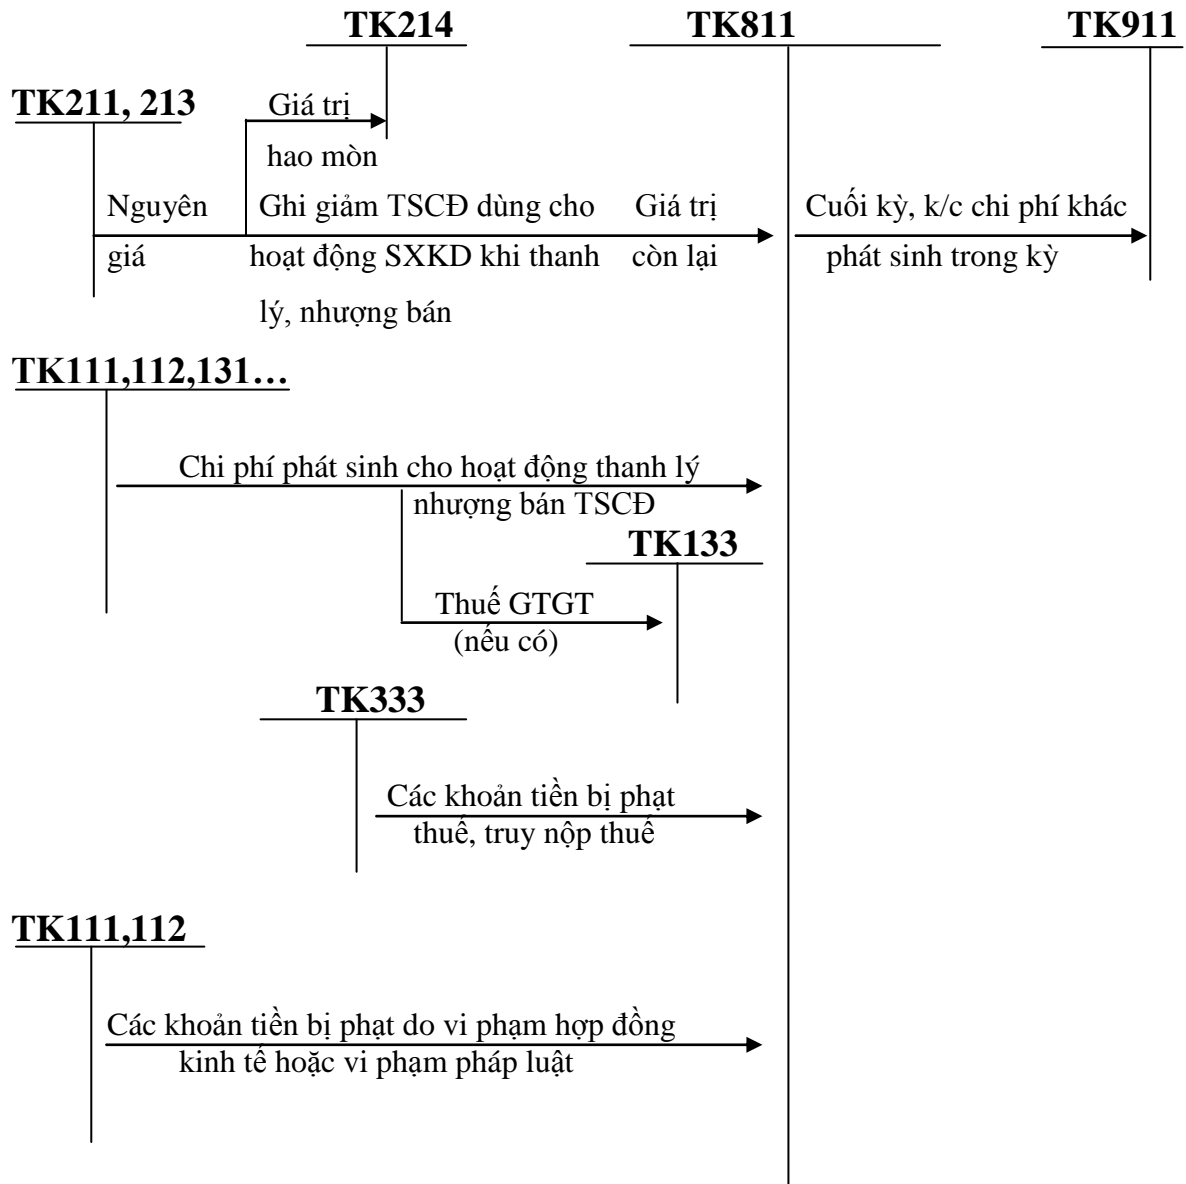 TK214 TK811 TK911
TK211, 213
Giá trị
hao mòn
Nguyên
giá
Ghi giảm TSCĐ dùng cho
hoạt động SXKD khi thanh
lý, nhượng bán
Giá trị
còn lại
Cuối kỳ, k/c chi phí khác
phát sinh trong kỳ
TK111,112,131…
Chi phí phát sinh cho hoạt động thanh lý
nhượng bán TSCĐ
TK133
Thuế GTGT
(nếu có)
TK333
Các khoản tiền bị phạt
thuế, truy nộp thuế
TK111,112
Các khoản tiền bị phạt do vi phạm hợp đồng
kinh tế hoặc vi phạm pháp luật